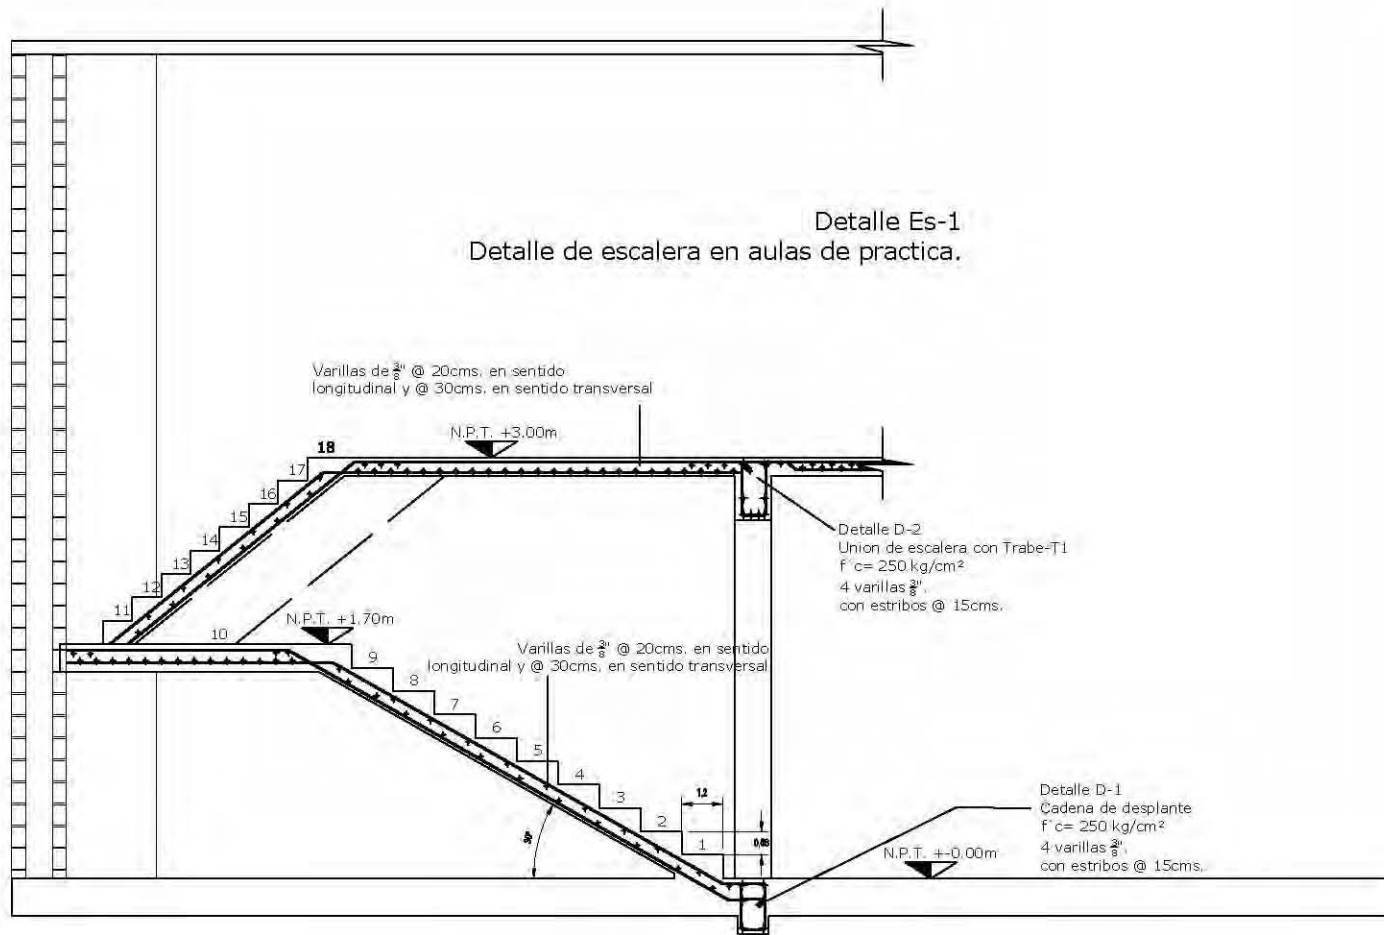 Detalle Es-1
Detalle de escalera en aulas de practica.
Varillas de 3/8" @ 20cms. en sentido
longitudinal y @ 30cms. en sentido transversal
N.P.T. +3.00m
18
17
16
15
14
13
12
11
Detalle D-2
Union de escalera con Trabe-T1
f´c= 250 kg/cm²
4 varillas 3/8".
con estribos @ 15cms.
N.P.T. +1.70m
10
Varillas de 3/8" @ 20cms. en sentido
longitudinal y @ 30cms. en sentido transversal
9
8
7
6
5
4
3
2
1
1,2
30°
Detalle D-1
Cadena de desplante
f´c= 250 kg/cm²
4 varillas 3/8".
con estribos @ 15cms.
N.P.T. +-0.00m